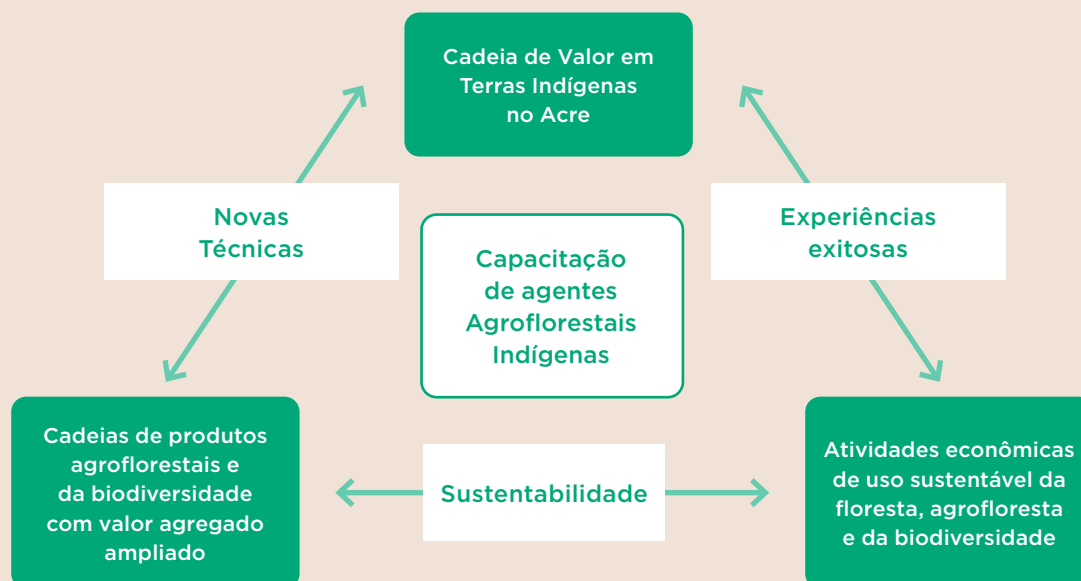 Cadeia de Valor em
Terras Indígenas
no Acre
Novas
Técnicas
Experiências
exitosas
Capacitação
de agentes
Agroflorestais
Indígenas
Cadeias de produtos
agroflorestais e
da biodiversidade
com valor agregado
ampliado
Sustentabilidade
Atividades econômicas
de uso sustentável da
floresta, agrofloresta
e da biodiversidade